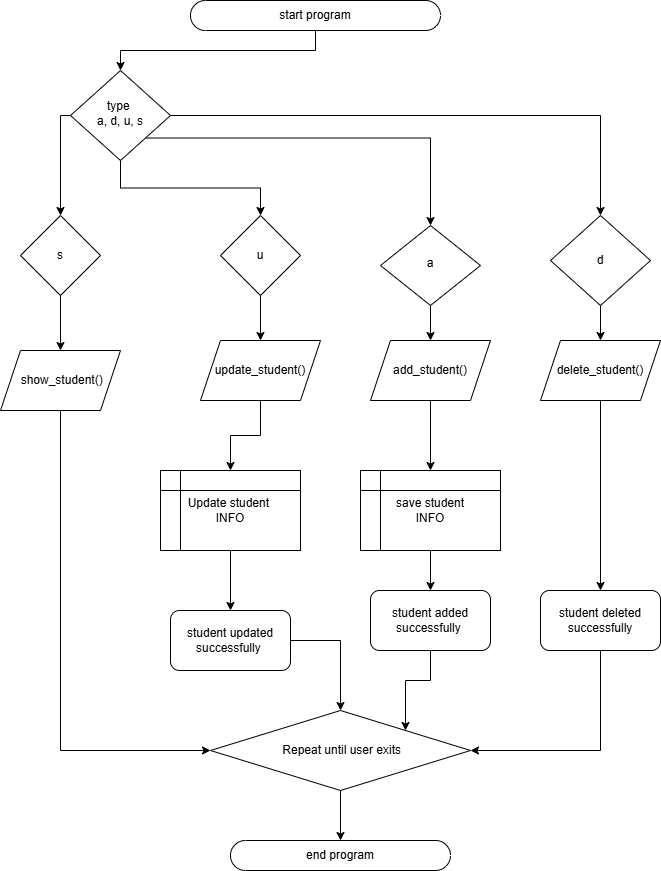 start program
type
a, d, u, s
s
u
a
d
show_student()
update_student()
add_student()
delete_student()
Update student
INFO
save student
INFO
student updated
successfully
student added
successfully
student deleted
successfully
Repeat until user exits
end program